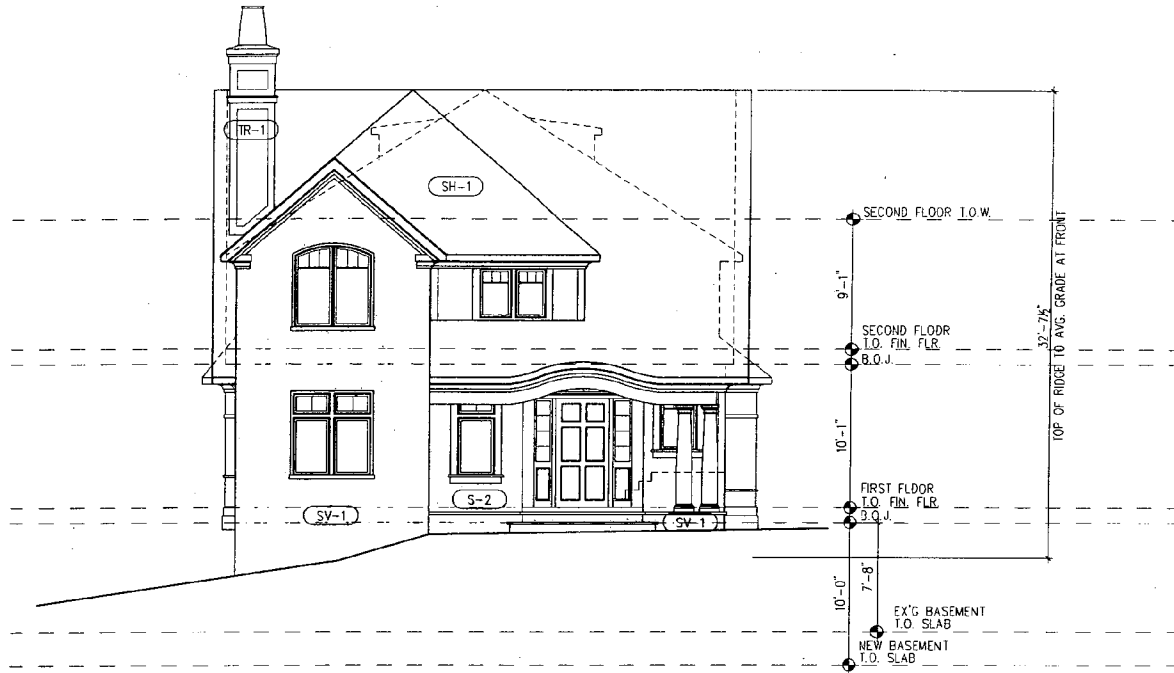 TR-1
SH-1
SECOND FLOOR T.O.W.
9'-1"
32'-7½"
TOP OF RIDGE TO AVG. GRADE AT FRONT
SECOND FLOOR
T.O. FIN. FLR.
B.O.J.
10'-1"
S-2
SV-1
SV-1
FIRST FLOOR
T.O. FIN. FLR.
B.O.J.
10'-0"
7'-8"
EX'G BASEMENT
T.O. SLAB
NEW BASEMENT
T.O. SLAB